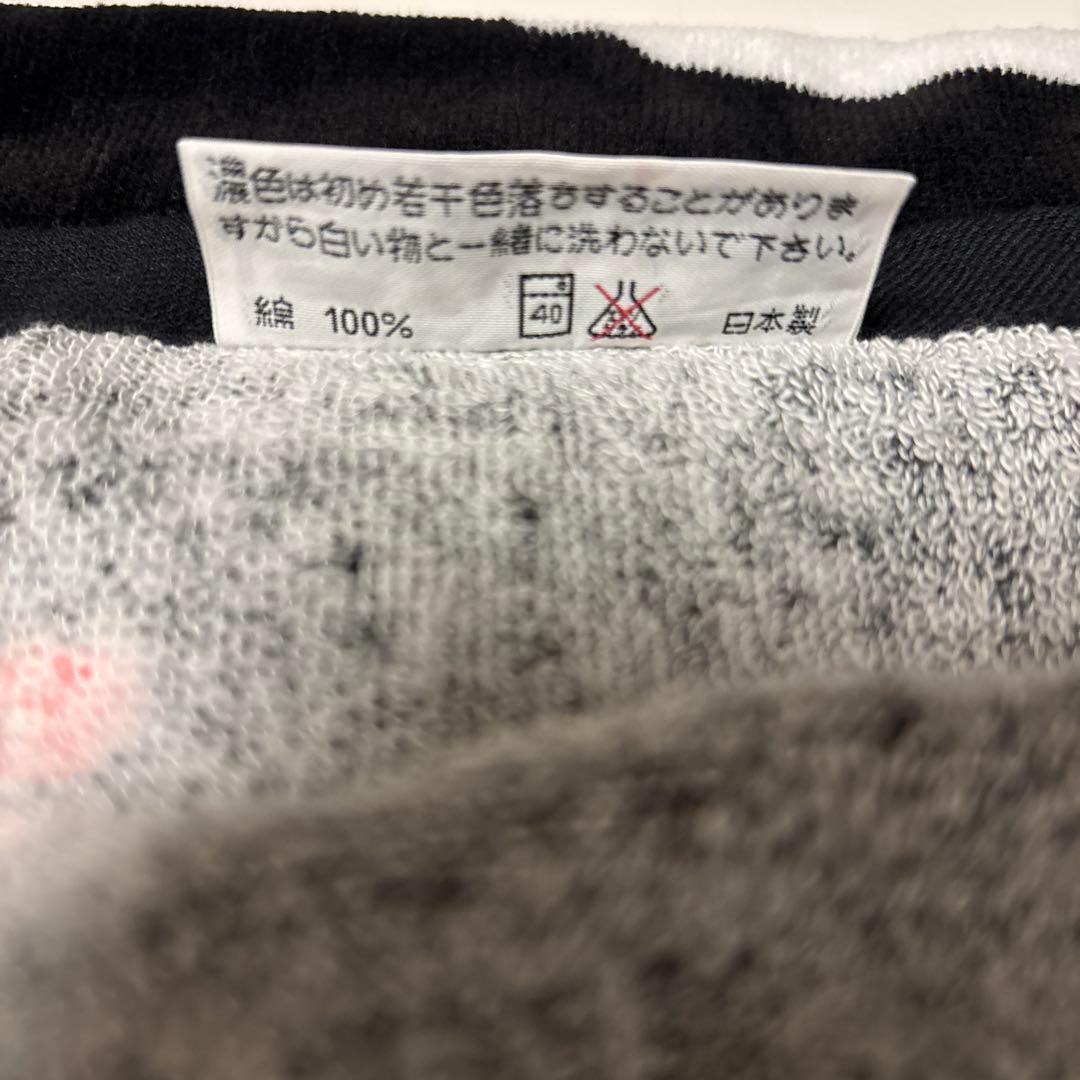 濃色は初め若干色落ちすることがありま
すから白い物と一緒に洗わないで下さい。
綿 100% 40 日本製